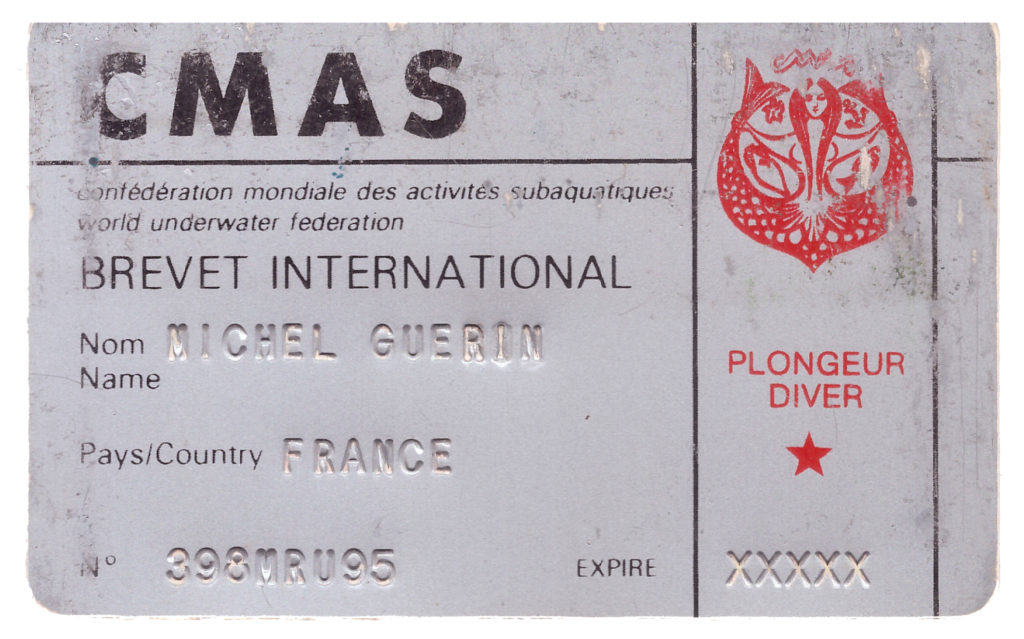 CMAS
confédération mondiale des activités subaquatiques
world underwater federation
BREVET INTERNATIONAL
Nom MICHEL GUERIN
Name
Pays/Country FRANCE
N° 398MRU95
EXPIRE XXXXX
PLONGEUR
DIVER